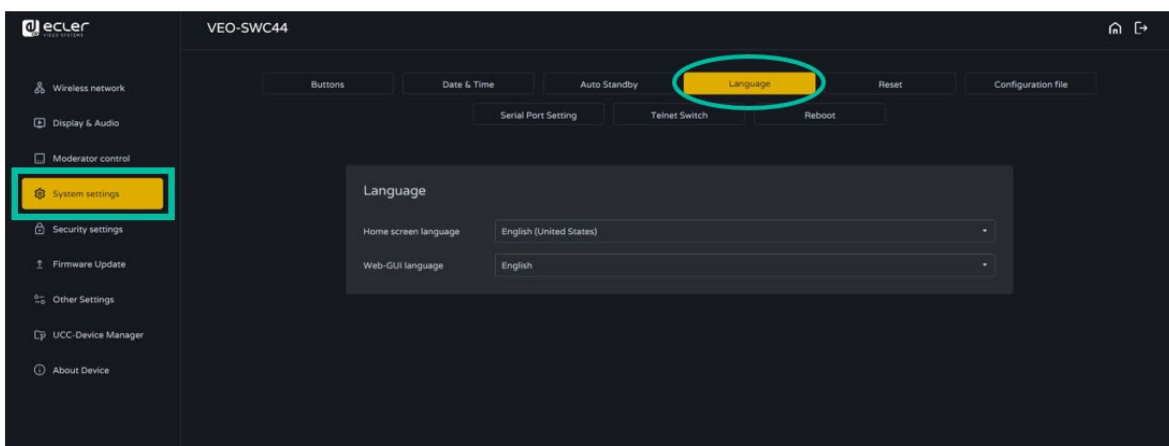 ecler
VIDEO SYSTEMS
VEO-SWC44
Wireless network
Display & Audio
Moderator control
System settings
Security settings
Firmware Update
Other Settings
UCC-Device Manager
About Device
Buttons
Date & Time
Auto Standby
Language
Reset
Configuration file
Serial Port Setting
Telnet Switch
Reboot
Language
Home screen language
English (United States)
Web-GUI language
English